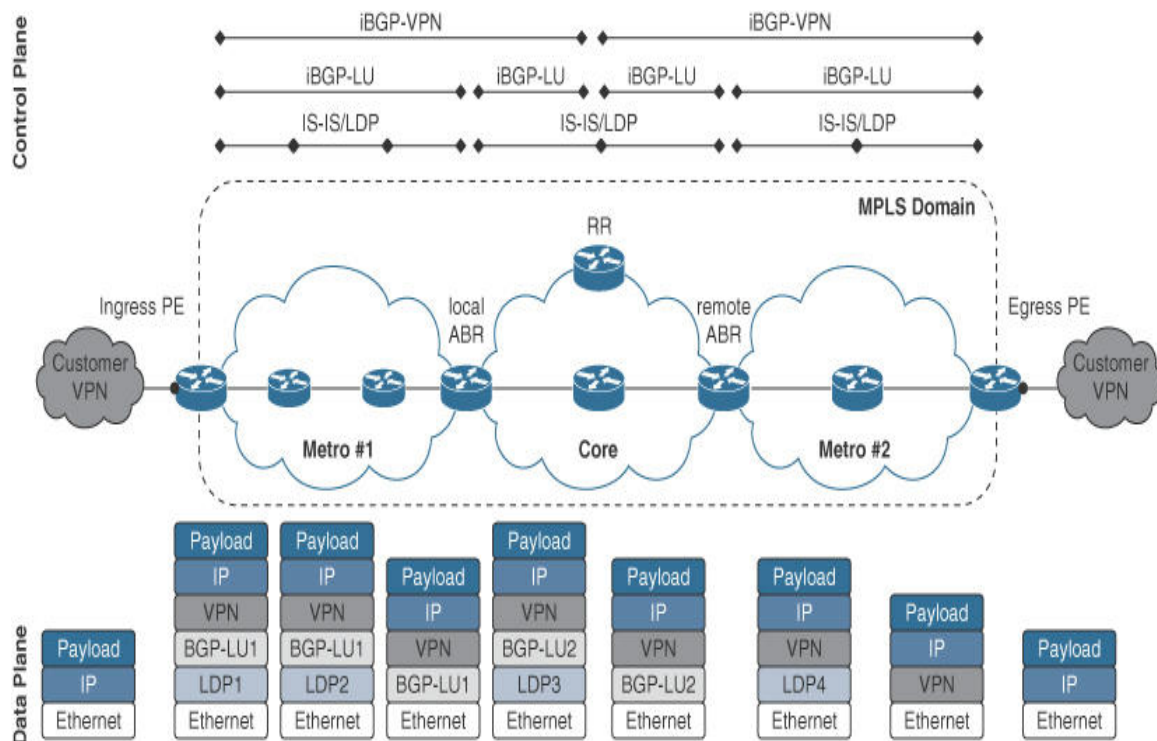 Control Plane
iBGP-VPN iBGP-VPN
iBGP-LU iBGP-LU iBGP-LU iBGP-LU
IS-IS/LDP IS-IS/LDP IS-IS/LDP
MPLS Domain
RR
Ingress PE
local
ABR
remote
ABR
Egress PE
Customer
VPN
Customer
VPN
Metro #1
Core
Metro #2
Data Plane
Payload
IP
Ethernet
Payload
IP
VPN
BGP-LU1
LDP1
Ethernet
Payload
IP
VPN
BGP-LU1
LDP2
Ethernet
Payload
IP
VPN
BGP-LU1
Ethernet
Payload
IP
VPN
BGP-LU2
LDP3
Ethernet
Payload
IP
VPN
BGP-LU2
Ethernet
Payload
IP
VPN
LDP4
Ethernet
Payload
IP
VPN
Ethernet
Payload
IP
Ethernet